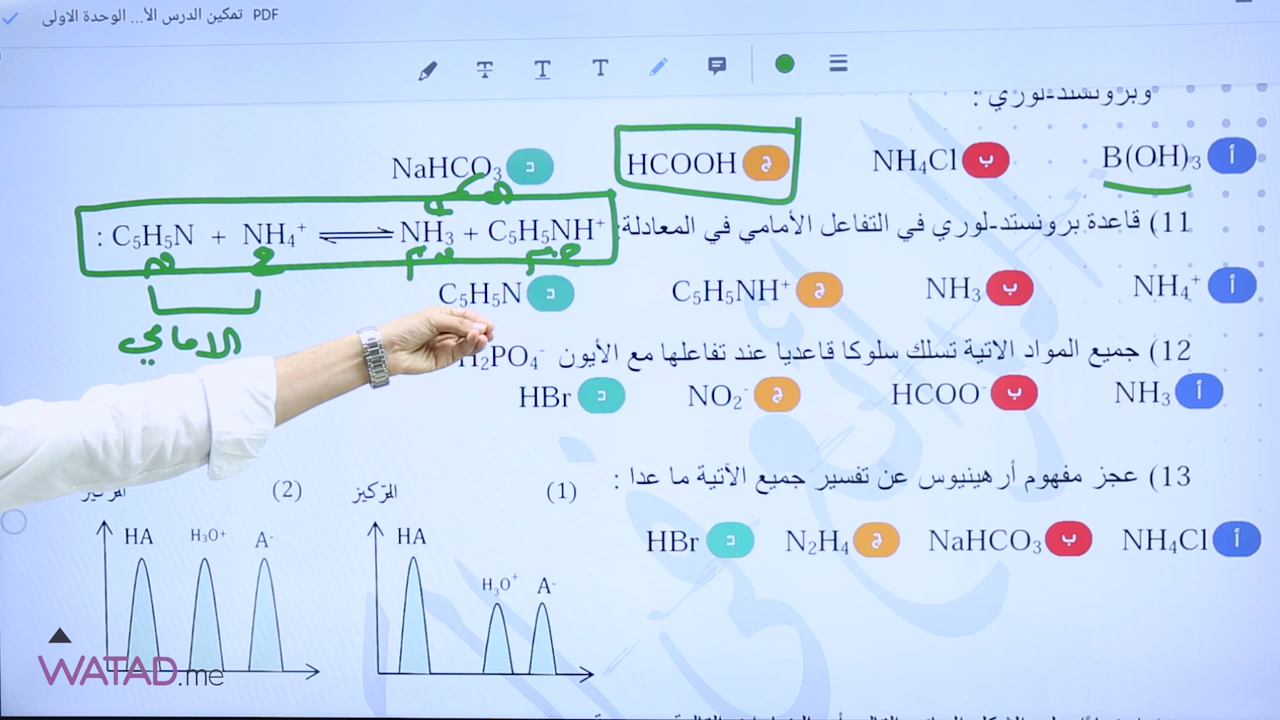 PDF تمكين الدرس الأ... الوحدة الاولى
T T T
وبرونستد-لوري :
أ B(OH)₃ ب NH₄Cl ج HCOOH د NaHCO₃
11) قاعدة برونستد-لوري في التفاعل الأمامي في المعادلة:
C₅H₅N + NH₄⁺ ⇌ NH₃ + C₅H₅NH⁺ :
الامامي
أ NH₄⁺ ب NH₃ ج C₅H₅NH⁺ د C₅H₅N
12) جميع المواد الاتية تسلك سلوكا قاعديا عند تفاعلها مع الأيون H₂PO₄⁻
أ NH₃ ب HCOO⁻ ج NO₂⁻ د HBr
13) عجز مفهوم أرهينيوس عن تفسير جميع الآتية ما عدا :
أ NH₄Cl ب NaHCO₃ ج N₂H₄ د HBr
(1) التركيز
HA H₃O⁺ A⁻
(2) التركيز
HA H₃O⁺ A⁻
WATAD.me